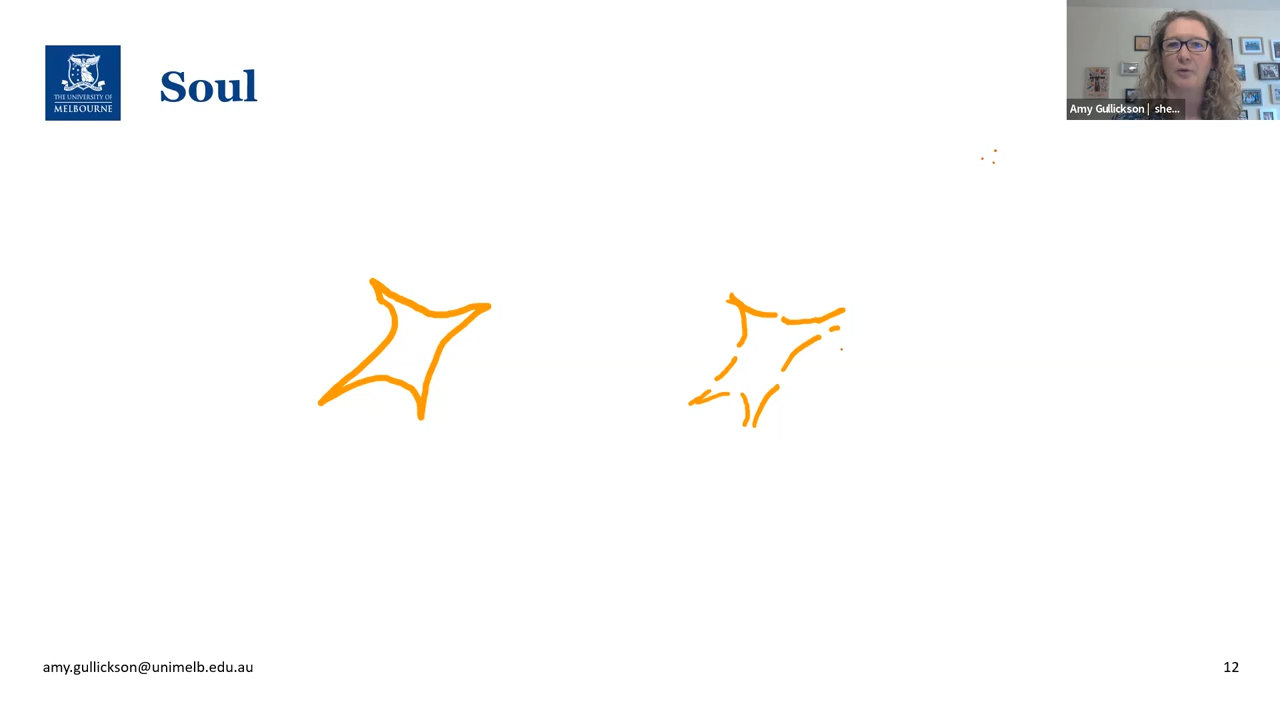 THE UNIVERSITY OF
MELBOURNE
Soul
Amy Gullickson | she...
amy.gullickson@unimelb.edu.au
12